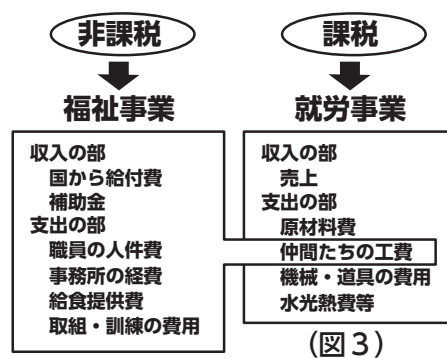 非課税
福祉事業
収入の部
国から給付費
補助金
支出の部
職員の人件費
事務所の経費
給食提供費
取組・訓練の費用
課税
就労事業
収入の部
売上
支出の部
原材料費
仲間たちの工費
機械・道具の費用
水光熱費等
(図3)